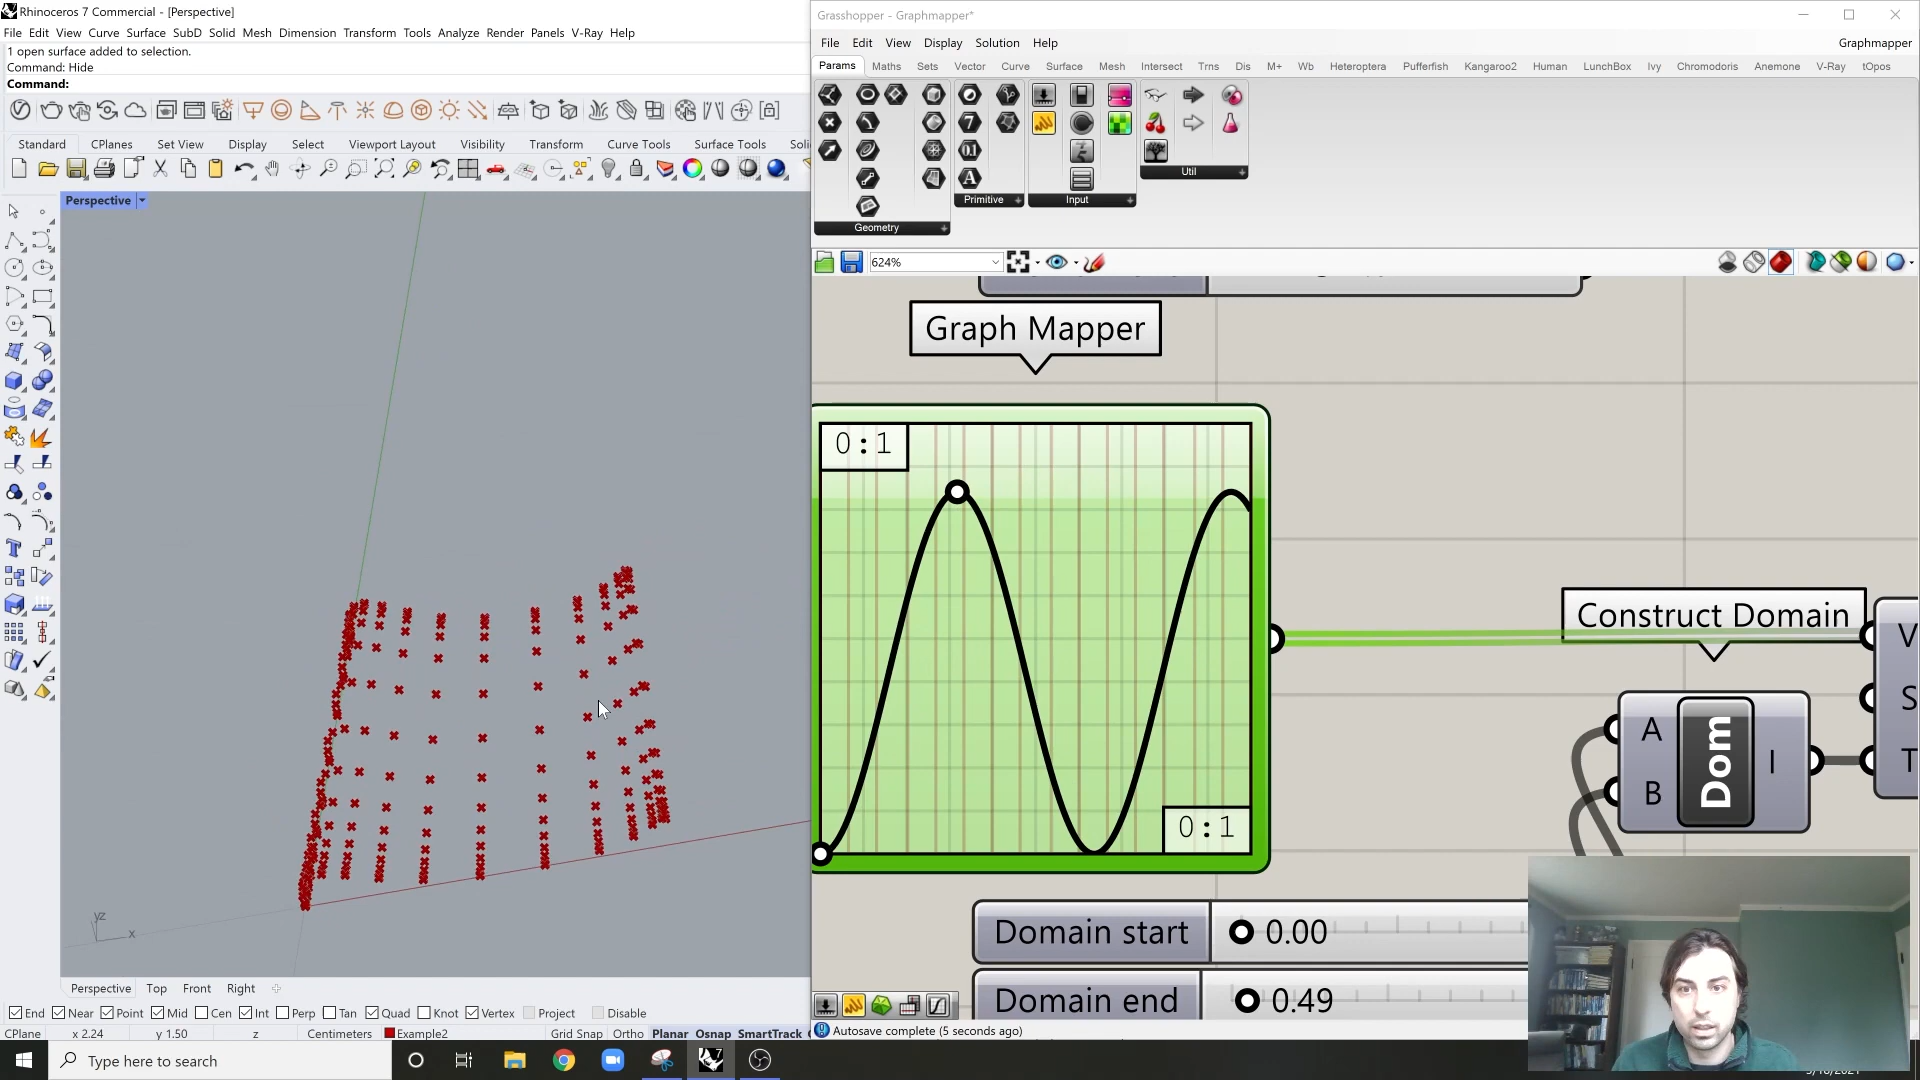 Rhinoceros 7 Commercial - [Perspective]
File Edit View Curve Surface SubD Solid Mesh Dimension Transform Tools Analyze Render Panels V-Ray Help
1 open surface added to selection.
Command: Hide
Command:
Standard CPlanes Set View Display Select Viewport Layout Visibility Transform Curve Tools Surface Tools
Perspective
yz
x
Perspective Top Front Right
End Near Point Mid Cen Int Perp Tan Quad Knot Vertex Project Disable
CPlane x 2.24 y 1.50 z Centimeters Example2 Grid Snap Ortho Planar Osnap SmartTrack
Grasshopper - Graphmapper*
File Edit View Display Solution Help Graphmapper
Params Maths Sets Vector Curve Surface Mesh Intersect Trns Dis M+ Wb Heteroptera Pufferfish Kangaroo2 Human LunchBox Ivy Chromodoris Anemone V-Ray tOpos
Geometry Primitive Input Util
624%
Graph Mapper
0:1
0:1
Construct Domain
A
B
Dom
I
V
S
T
Domain start 0.00
Domain end 0.49
Autosave complete (5 seconds ago)
Type here to search